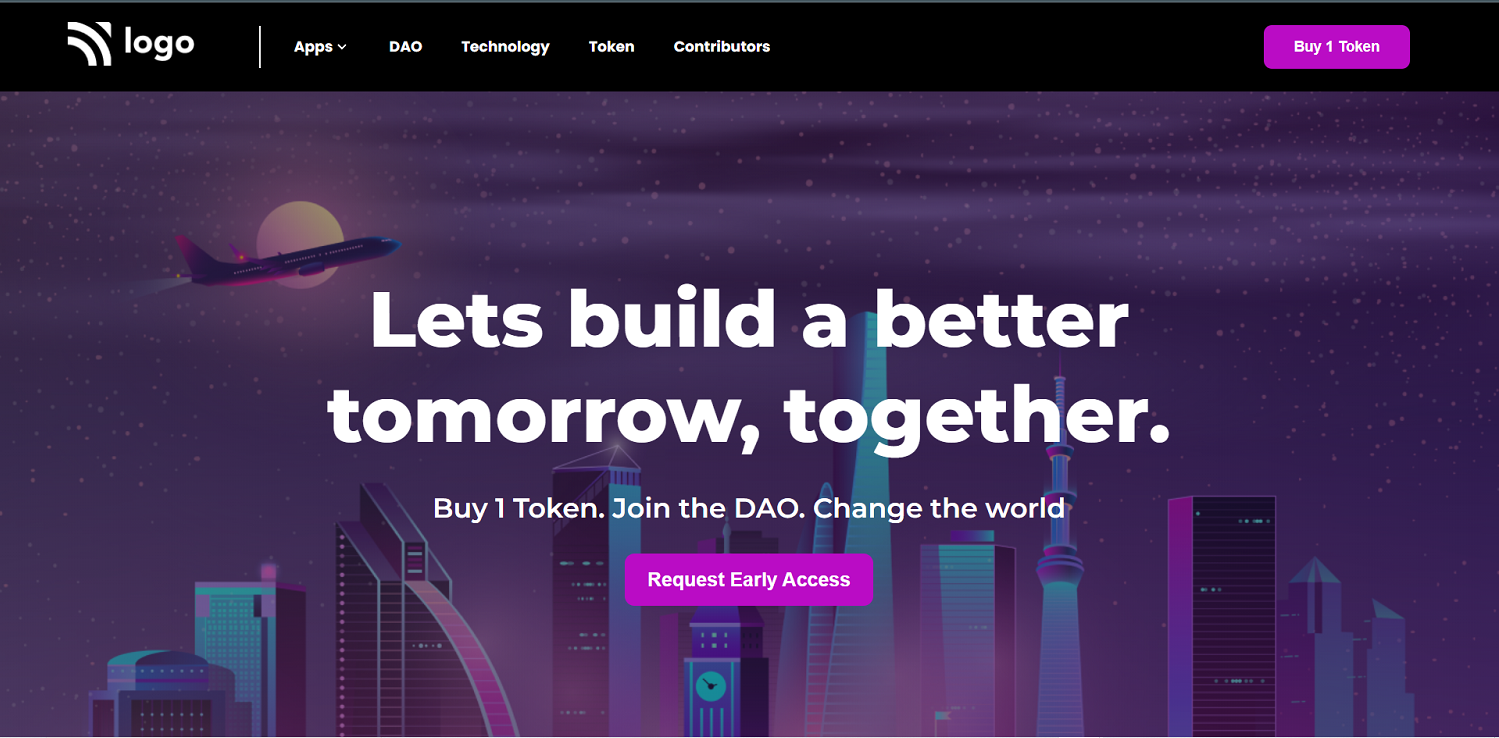 logo
Apps
DAO
Technology
Token
Contributors
Buy 1 Token
Lets build a better
tomorrow, together.
Buy 1 Token. Join the DAO. Change the world
Request Early Access